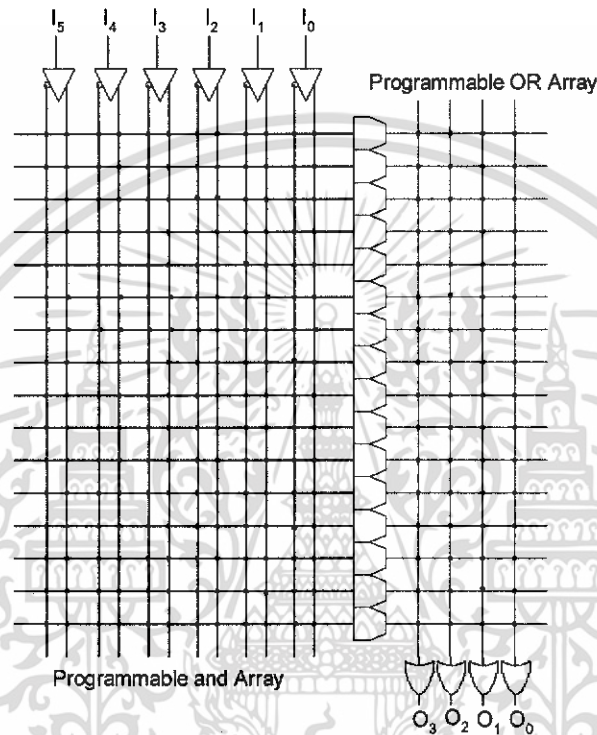 I₅ I₄ I₃ I₂ I₁ I₀
Programmable OR Array
Programmable and Array
O₃ O₂ O₁ O₀